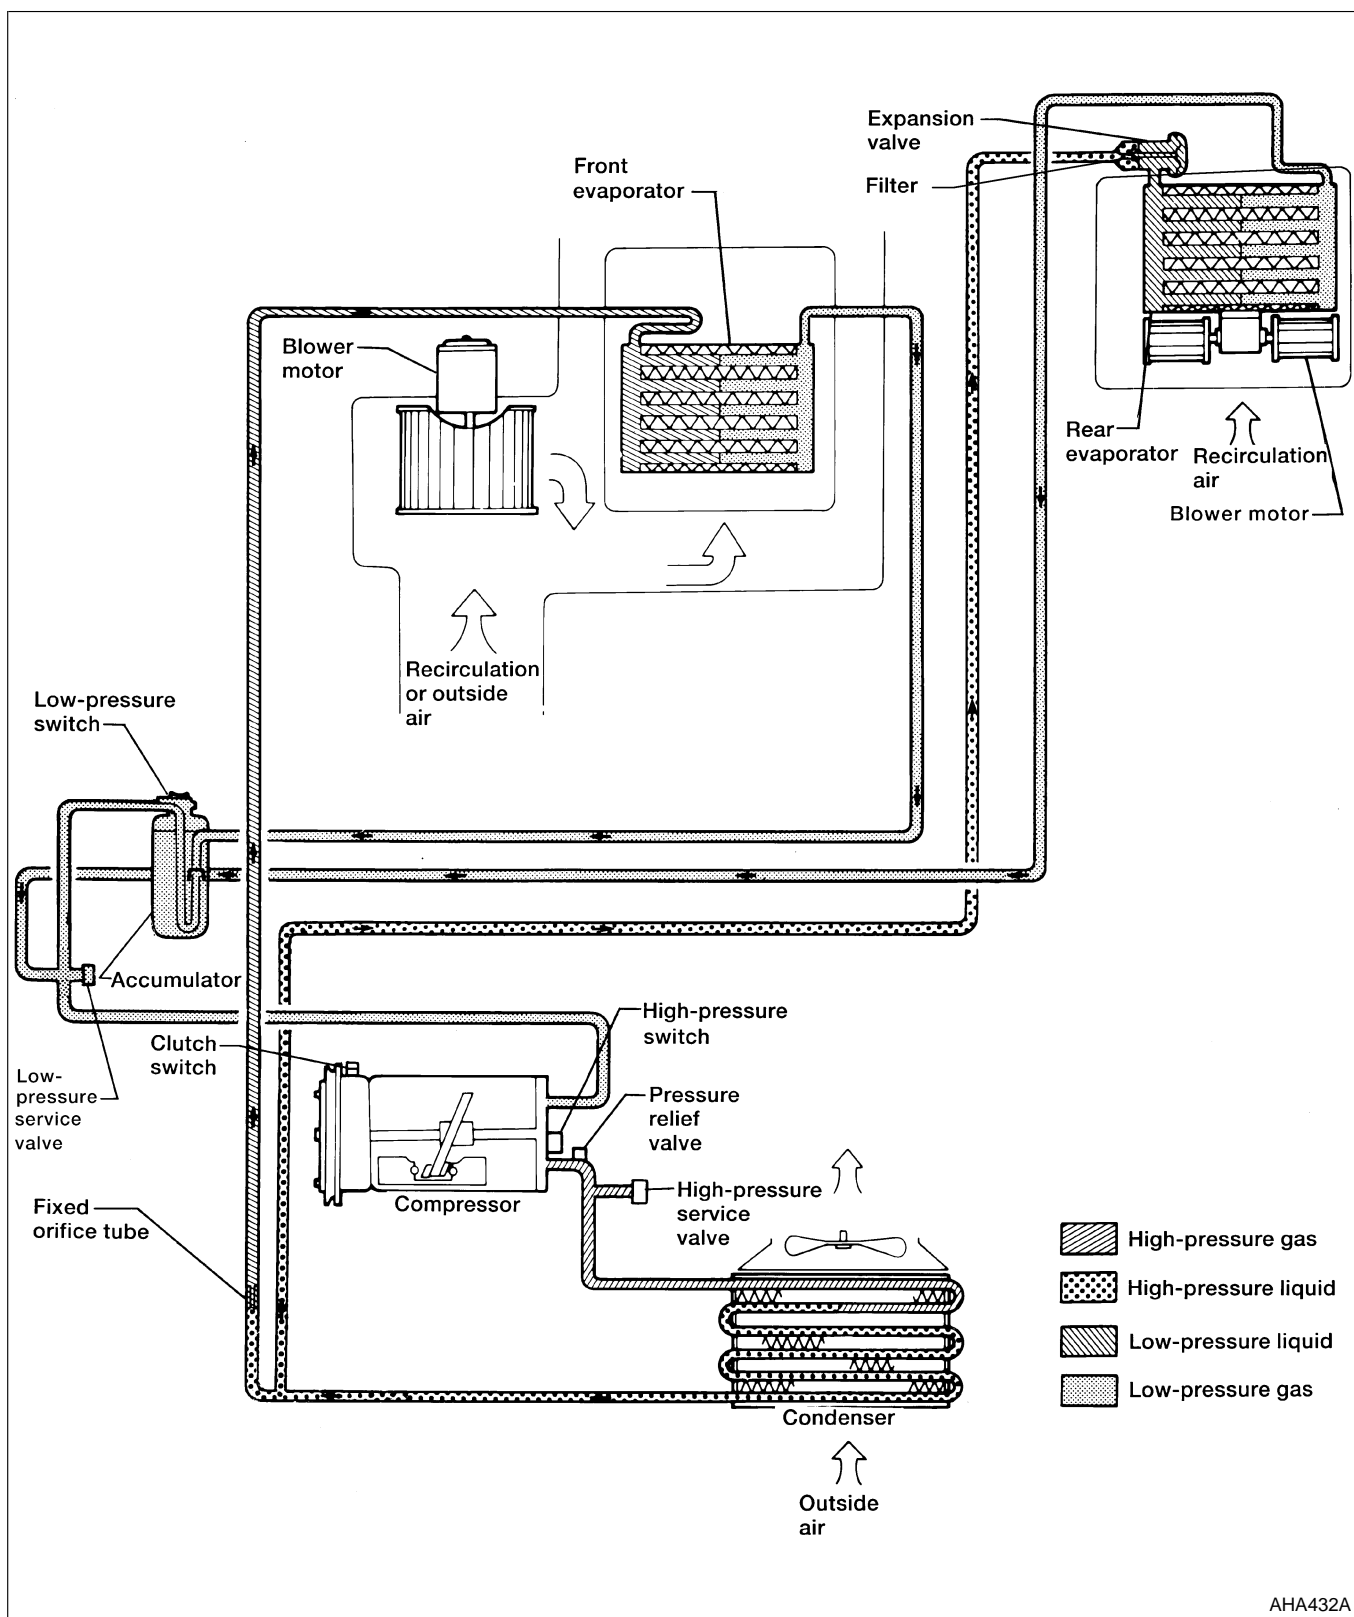 Expansion
valve
Filter
Front
evaporator
Blower
motor
Rear
evaporator
Recirculation
air
Blower motor
Recirculation
or outside
air
Low-pressure
switch
Accumulator
High-pressure
switch
Clutch
switch
Low-
pressure
service
valve
Pressure
relief
valve
Compressor
High-pressure
service
valve
Fixed
orifice tube
High-pressure gas
High-pressure liquid
Low-pressure liquid
Low-pressure gas
Condenser
Outside
air
AHA432A